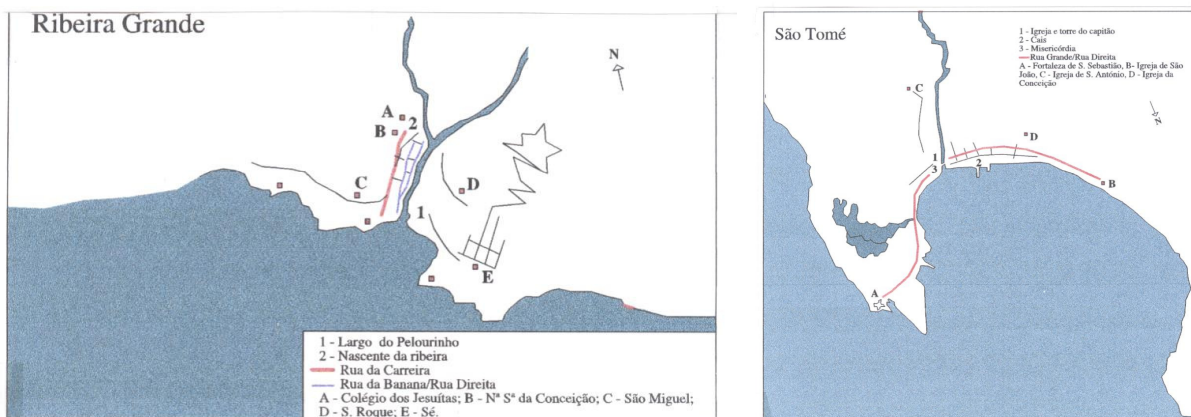 Ribeira Grande
N
A
2
B
C
D
1
E
1 - Largo do Pelourinho
2 - Nascente da ribeira
Rua da Carreira
Rua da Banana/Rua Direita
A - Colégio dos Jesuítas; B - Nª Sª da Conceição; C - São Miguel;
D - S. Roque; E - Sé.
São Tomé
1 - Igreja e torre do capitão
2 - Cais
3 - Misericórdia
Rua Grande/Rua Direita
A - Fortaleza de S. Sebastião, B- Igreja de São
João, C - Igreja de S. António, D - Igreja da
Conceição
C
N
D
1
2
3
B
A